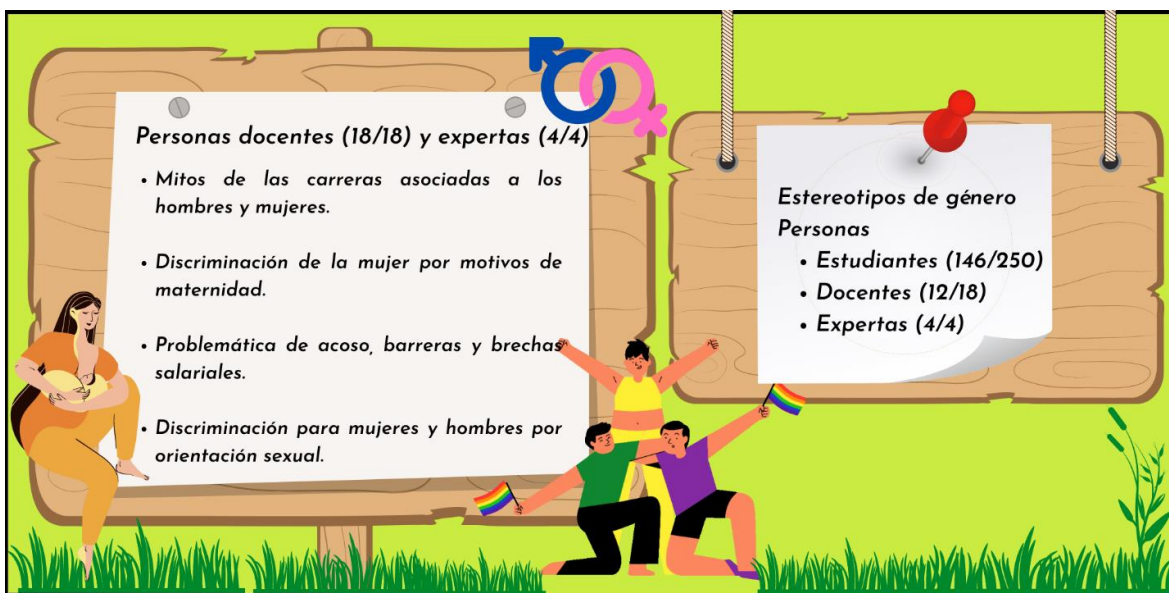 Personas docentes (18/18) y expertas (4/4)
• Mitos de las carreras asociadas a los
hombres y mujeres.
• Discriminación de la mujer por motivos de
maternidad.
• Problemática de acoso, barreras y brechas
salariales.
• Discriminación para mujeres y hombres por
orientación sexual.
Estereotipos de género
Personas
• Estudiantes (146/250)
• Docentes (12/18)
• Expertas (4/4)